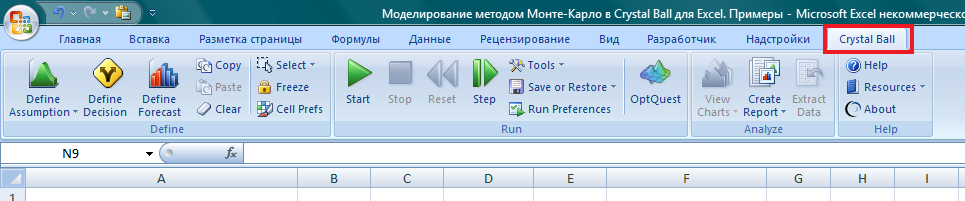 Моделирование методом Монте-Карло в Crystal Ball для Excel. Примеры - Microsoft Excel некоммерческо
Главная Вставка Разметка страницы Формулы Данные Рецензирование Вид Разработчик Надстройки Crystal Ball
Define Assumption
Define Decision
Define Forecast
Copy
Paste
Clear
Select
Freeze
Cell Prefs
Define
Start
Stop
Reset
Step
Tools
Save or Restore
Run Preferences
OptQuest
Run
View Charts
Create Report
Extract Data
Analyze
Help
Resources
About
Help
N9 fx
A B C D E F G H I
1